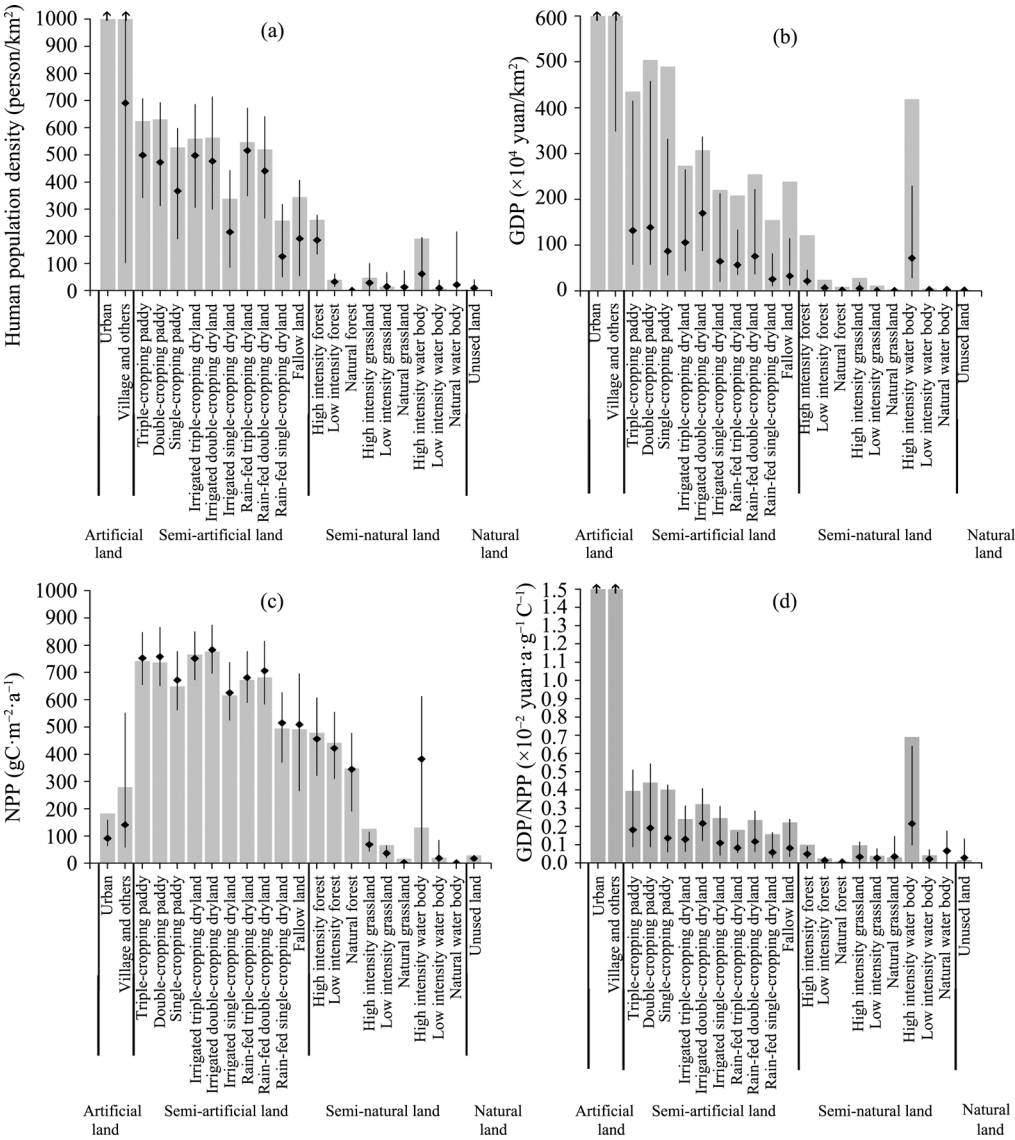 (a)
Human population density (person/km²)
1000
900
800
700
600
500
400
300
200
100
0
Urban
Village and others
Triple-cropping paddy
Double-cropping paddy
Single-cropping paddy
Irrigated triple-cropping dryland
Irrigated double-cropping dryland
Irrigated single-cropping dryland
Rain-fed triple-cropping dryland
Rain-fed double-cropping dryland
Rain-fed single-cropping dryland
Fallow land
High intensity forest
Low intensity forest
Natural forest
High intensity grassland
Low intensity grassland
Natural grassland
High intensity water body
Low intensity water body
Natural water body
Unused land
Artificial
land
Semi-artificial land
Semi-natural land
Natural
land
(b)
GDP (×10⁴ yuan/km²)
600
500
400
300
200
100
0
Urban
Village and others
Triple-cropping paddy
Double-cropping paddy
Single-cropping paddy
Irrigated triple-cropping dryland
Irrigated double-cropping dryland
Irrigated single-cropping dryland
Rain-fed triple-cropping dryland
Rain-fed double-cropping dryland
Rain-fed single-cropping dryland
Fallow land
High intensity forest
Low intensity forest
Natural forest
High intensity grassland
Low intensity grassland
Natural grassland
High intensity water body
Low intensity water body
Natural water body
Unused land
Artificial
land
Semi-artificial land
Semi-natural land
Natural
land
(c)
NPP (gC·m⁻²·a⁻¹)
1000
900
800
700
600
500
400
300
200
100
0
Urban
Village and others
Triple-cropping paddy
Double-cropping paddy
Single-cropping paddy
Irrigated triple-cropping dryland
Irrigated double-cropping dryland
Irrigated single-cropping dryland
Rain-fed triple-cropping dryland
Rain-fed double-cropping dryland
Rain-fed single-cropping dryland
Fallow land
High intensity forest
Low intensity forest
Natural forest
High intensity grassland
Low intensity grassland
Natural grassland
High intensity water body
Low intensity water body
Natural water body
Unused land
Artificial
land
Semi-artificial land
Semi-natural land
Natural
land
(d)
GDP/NPP (×10⁻² yuan·a·g⁻¹ C⁻¹)
1.5
1.4
1.3
1.2
1.1
1.0
0.9
0.8
0.7
0.6
0.5
0.4
0.3
0.2
0.1
0.0
Urban
Village and others
Triple-cropping paddy
Double-cropping paddy
Single-cropping paddy
Irrigated triple-cropping dryland
Irrigated double-cropping dryland
Irrigated single-cropping dryland
Rain-fed triple-cropping dryland
Rain-fed double-cropping dryland
Rain-fed single-cropping dryland
Fallow land
High intensity forest
Low intensity forest
Natural forest
High intensity grassland
Low intensity grassland
Natural grassland
High intensity water body
Low intensity water body
Natural water body
Unused land
Artificial
land
Semi-artificial land
Semi-natural land
Natural
land